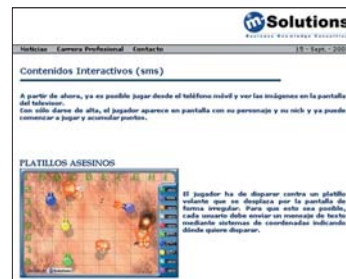 m Solutions
Business Knowledge Consulting
Noticias Carrera Profesional Contacto
15 - Sept. - 200
Contenidos Interactivos (sms)
A partir de ahora, ya es posible jugar desde el teléfono móvil y ver las imágenes en la pantalla
del televisor.
Con sólo darse de alta, el jugador aparece en pantalla con su personaje y su nick y ya puede
comenzar a jugar y acumular puntos.
PLATILLOS ASESINOS
El jugador ha de disparar contra un platillo
volante que se desplaza por la pantalla de
forma irregular. Para que esto sea posible,
cada usuario debe enviar un mensaje de texto
mediante sistemas de coordenadas indicando
dónde quiere disparar.